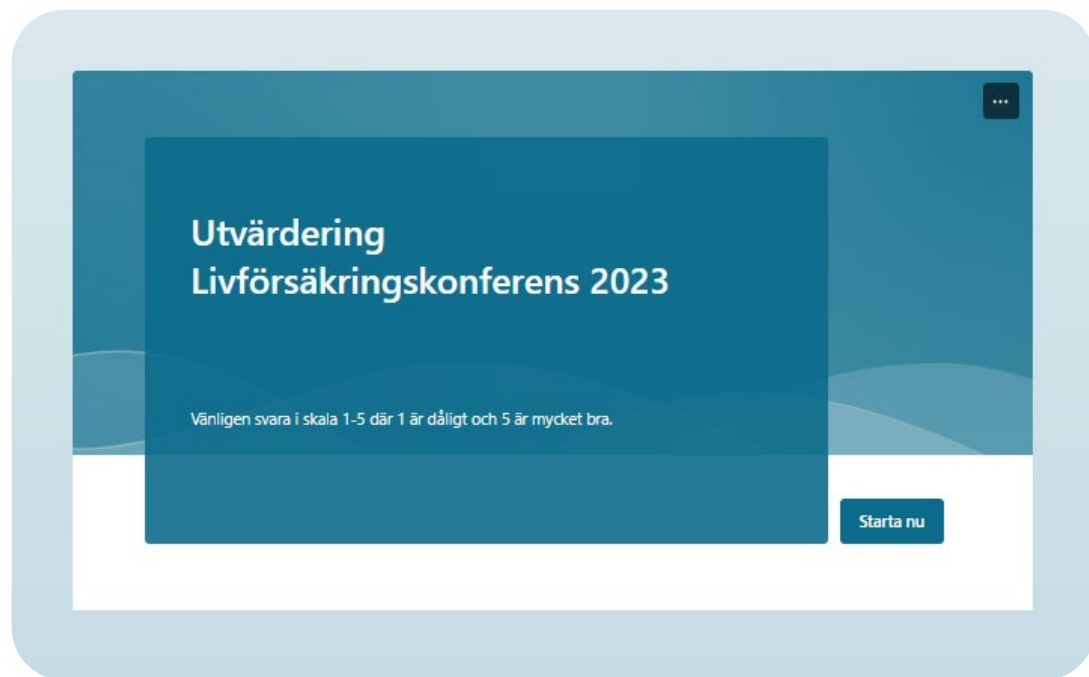 ...
Utvärdering
Livförsäkringskonferens 2023
Vänligen svara i skala 1-5 där 1 är dåligt och 5 är mycket bra.
Starta nu